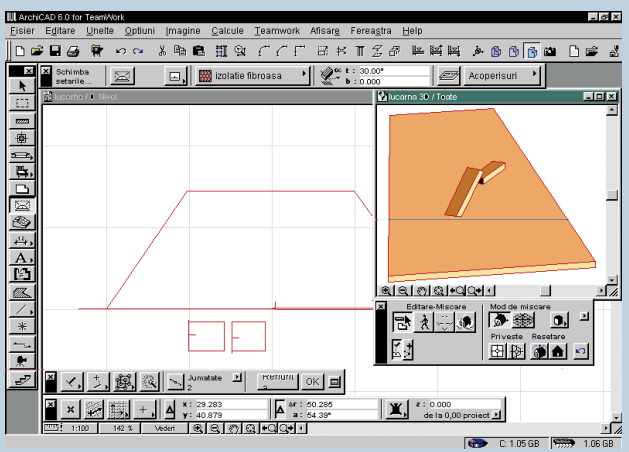 ArchiCAD 6.0 for TeamWork
Eisier Editare Unelte Optiuni Imagine Calcule Teamwork Afisare Fereastra Help
Schimba
setarile...
izolatie fibroasa
α: 30.00°
b: 0.000
Acoperisuri
lucarna / Nivel
lucarna 3D / Toate
Editare-Miscare
Mod de miscare
Priveste Resetare
Jumatate
2
OK
x: 29.283
y: 40.879
Δr: 50.285
a: 54.39°
z: 0.000
de la 0,00 proiect
1:100
142 %
Vederi
C: 1.05 GB
1.06 GB